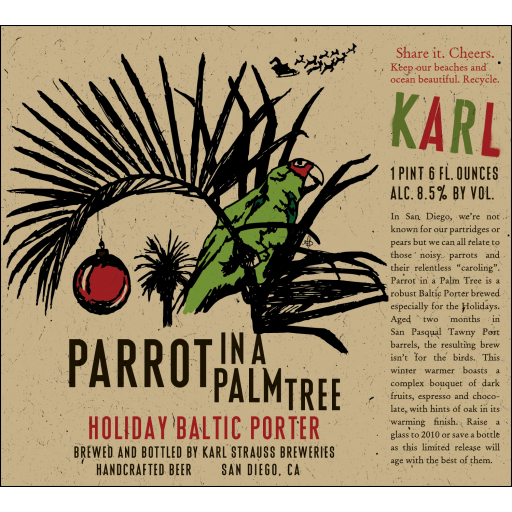 Share it. Cheers.
Keep our beaches and
ocean beautiful. Recycle.
KARL
1 PINT 6 FL. OUNCES
ALC. 8.5% BY VOL.
In San Diego, we're not
known for our partridges or
pears but we can all relate to
those noisy parrots and
their relentless "caroling".
Parrot in a Palm Tree is a
robust Baltic Porter brewed
especially for the Holidays.
Aged two months in
San Pasqual Tawny Port
barrels, the resulting brew
isn't for the birds. This
winter warmer boasts a
complex bouquet of dark
fruits, espresso and choco-
late, with hints of oak in its
warming finish. Raise a
glass to 2010 or save a bottle
as this limited release will
age with the best of them.
PARROT IN A
PALM TREE
HOLIDAY BALTIC PORTER
BREWED AND BOTTLED BY KARL STRAUSS BREWERIES
HANDCRAFTED BEER SAN DIEGO, CA